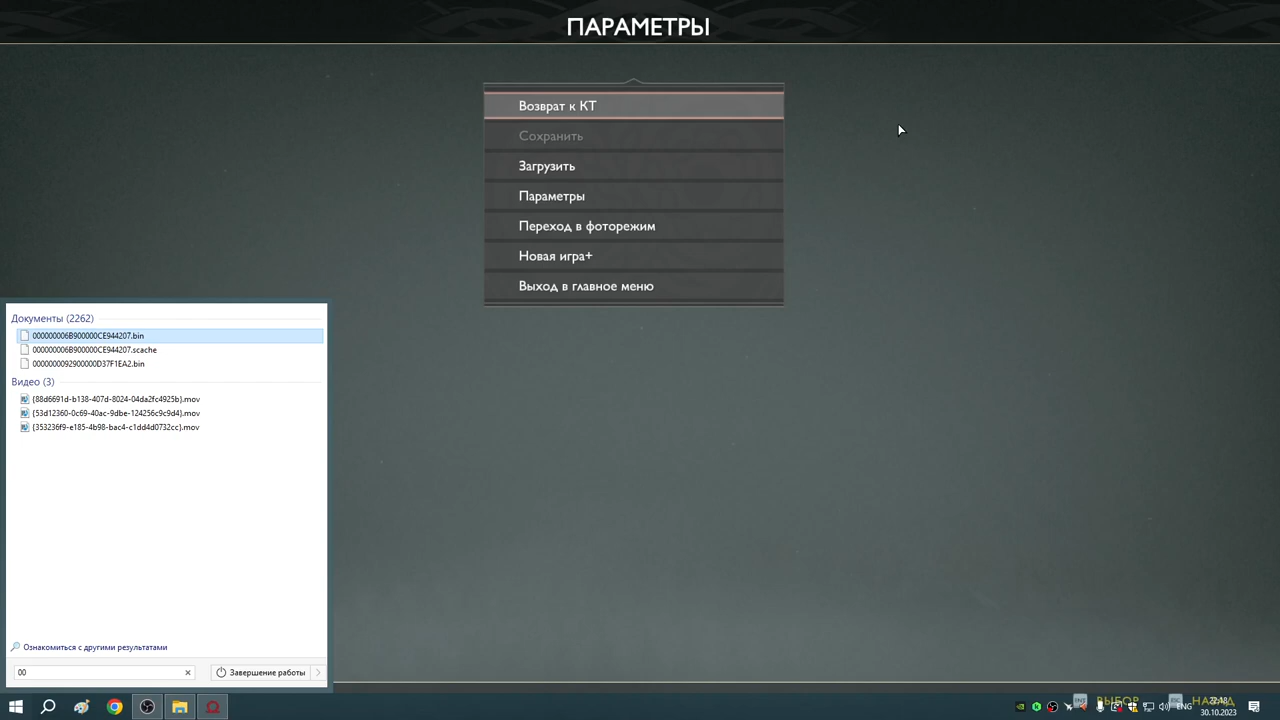 ПАРАМЕТРЫ
Возврат к КТ
Сохранить
Загрузить
Параметры
Переход в фоторежим
Новая игра+
Выход в главное меню
Документы (2262)
000000006B900000CE944207.bin
000000006B900000CE944207.scache
0000000092900000D37F1EA2.bin
Видео (3)
{88d6691d-b138-407d-8024-04da2fc4925b}.mov
{53d12360-0c69-40ac-9dbe-124256c9c9d4}.mov
{353236f9-e185-4b98-bac4-c1dd4d0732cc}.mov
Ознакомиться с другими результатами
00
Завершение работы
ВЫБОР
НАЗАД
ENG
22:18
30.10.2023